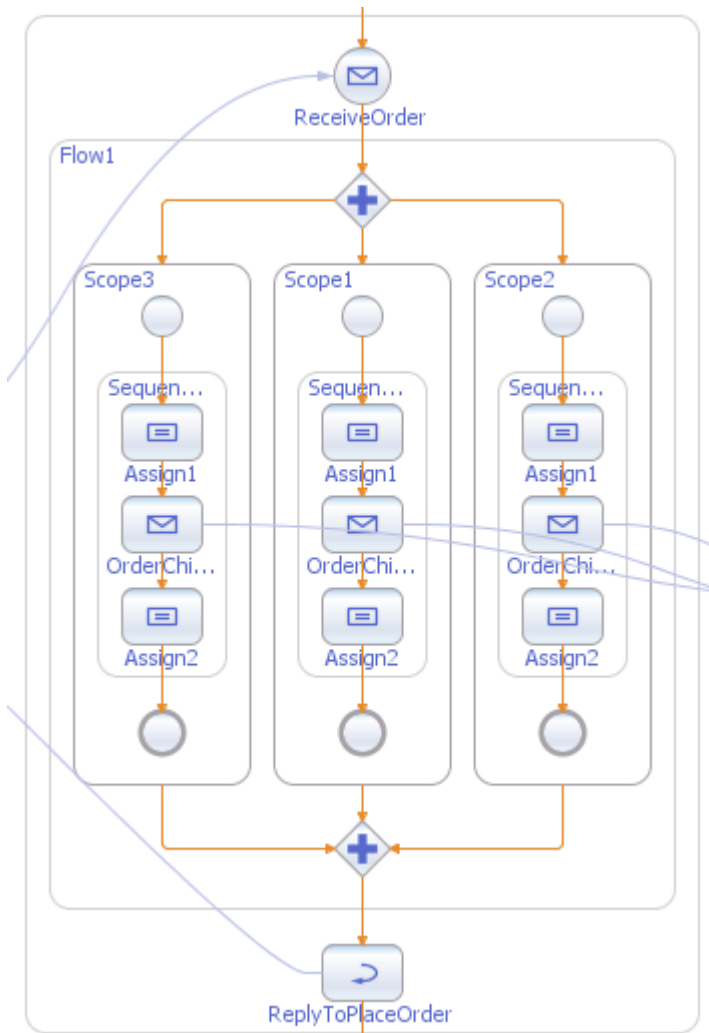 ReceiveOrder
Flow1
Scope3
Scope1
Scope2
Sequen...
Sequen...
Sequen...
Assign1
Assign1
Assign1
OrderChi...
OrderChi...
OrderChi...
Assign2
Assign2
Assign2
ReplyToPlaceOrder